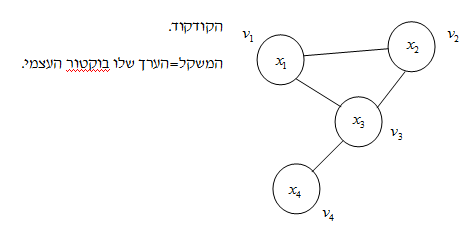 הקודקוד.
המשקל=הערך שלו בוקטור העצמי.
v₁
v₂
x₁
x₂
x₃
v₃
x₄
v₄